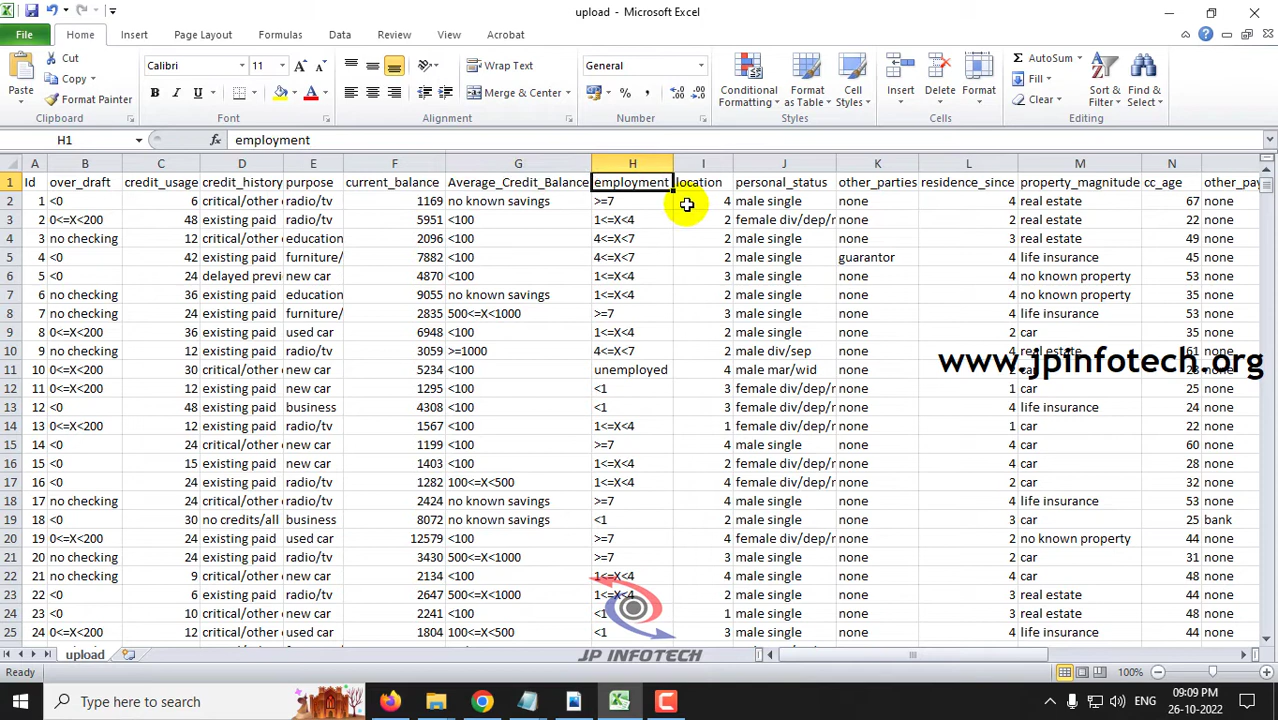 upload - Microsoft Excel
File Home Insert Page Layout Formulas Data Review View Acrobat
Paste Cut Copy Format Painter Clipboard
Calibri 11 A A B I U A Font
Wrap Text Merge & Center Alignment
General % , Number
Conditional Formatting Format as Table Cell Styles Styles
Insert Delete Format Cells
Σ AutoSum Fill Clear Sort & Filter Find & Select Editing
H1 fx employment
A B C D E F G H I J K L M N
1 Id over_draft credit_usage credit_history purpose current_balance Average_Credit_Balance employment location personal_status other_parties residence_since property_magnitude cc_age other_pay
2 1 <0 6 critical/other radio/tv 1169 no known savings >=7 4 male single none 4 real estate 67 none
3 2 0<=X<200 48 existing paid radio/tv 5951 <100 1<=X<4 2 female div/dep/ none 2 real estate 22 none
4 3 no checking 12 critical/other education 2096 <100 4<=X<7 2 male single none 3 real estate 49 none
5 4 <0 42 existing paid furniture/ 7882 <100 4<=X<7 2 male single guarantor 4 life insurance 45 none
6 5 <0 24 delayed previ new car 4870 <100 1<=X<4 3 male single none 4 no known property 53 none
7 6 no checking 36 existing paid education 9055 no known savings 1<=X<4 2 male single none 4 no known property 35 none
8 7 no checking 24 existing paid furniture/ 2835 500<=X<1000 >=7 3 male single none 4 life insurance 53 none
9 8 0<=X<200 36 existing paid used car 6948 <100 1<=X<4 2 male single none 2 car 35 none
10 9 no checking 12 existing paid radio/tv 3059 >=1000 4<=X<7 2 male div/sep none 4 real estate 61 none
11 10 0<=X<200 30 critical/other new car 5234 <100 unemployed 4 male mar/wid none 2 car 28 none
12 11 0<=X<200 12 existing paid new car 1295 <100 <1 3 female div/dep/ none 1 car 25 none
13 12 <0 48 existing paid business 4308 <100 <1 3 female div/dep/ none 4 life insurance 24 none
14 13 0<=X<200 12 existing paid radio/tv 1567 <100 1<=X<4 1 female div/dep/ none 1 car 22 none
15 14 <0 24 critical/other new car 1199 <100 >=7 4 male single none 4 car 60 none
16 15 <0 15 existing paid new car 1403 <100 1<=X<4 2 female div/dep/ none 4 car 28 none
17 16 <0 24 existing paid radio/tv 1282 100<=X<500 1<=X<4 4 female div/dep/ none 2 car 32 none
18 17 no checking 24 critical/other radio/tv 2424 no known savings >=7 4 male single none 4 life insurance 53 none
19 18 <0 30 no credits/all business 8072 no known savings <1 2 male single none 3 car 25 bank
20 19 0<=X<200 24 existing paid used car 12579 <100 >=7 4 female div/dep/ none 2 no known property 44 none
21 20 no checking 24 existing paid radio/tv 3430 500<=X<1000 >=7 3 male single none 2 car 31 none
22 21 no checking 9 critical/other new car 2134 <100 1<=X<4 4 male single none 4 car 48 none
23 22 <0 6 existing paid radio/tv 2647 500<=X<1000 1<=X<4 2 male single none 3 real estate 44 none
24 23 <0 10 critical/other new car 2241 <100 <1 1 male single none 3 real estate 48 none
25 24 0<=X<200 12 critical/other radio/tv 1804 100<=X<500 <1 3 male single none 4 life insurance 44 none
www.jpinfotech.org
JP INFOTECH
upload
Ready 100%
Type here to search ENG 09:09 PM
26-10-2022